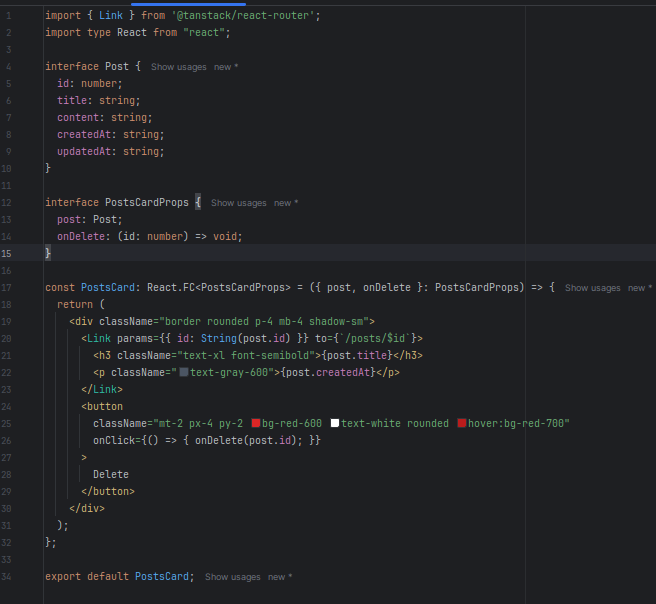 1 import { Link } from '@tanstack/react-router';
2 import type React from "react";
3
4 interface Post { Show usages new *
5   id: number;
6   title: string;
7   content: string;
8   createdAt: string;
9   updatedAt: string;
10 }
11
12 interface PostsCardProps { Show usages new *
13   post: Post;
14   onDelete: (id: number) => void;
15 }
16
17 const PostsCard: React.FC<PostsCardProps> = ({ post, onDelete }: PostsCardProps) => { Show usages new *
18   return (
19     <div className="border rounded p-4 mb-4 shadow-sm">
20       <Link params={{ id: String(post.id) }} to={`/posts/$id`}>
21         <h3 className="text-xl font-semibold">{post.title}</h3>
22         <p className="text-gray-600">{post.createdAt}</p>
23       </Link>
24       <button
25         className="mt-2 px-4 py-2 bg-red-600 text-white rounded hover:bg-red-700"
26         onClick={() => { onDelete(post.id); }}
27       >
28         Delete
29       </button>
30     </div>
31   );
32 };
33
34 export default PostsCard; Show usages new *